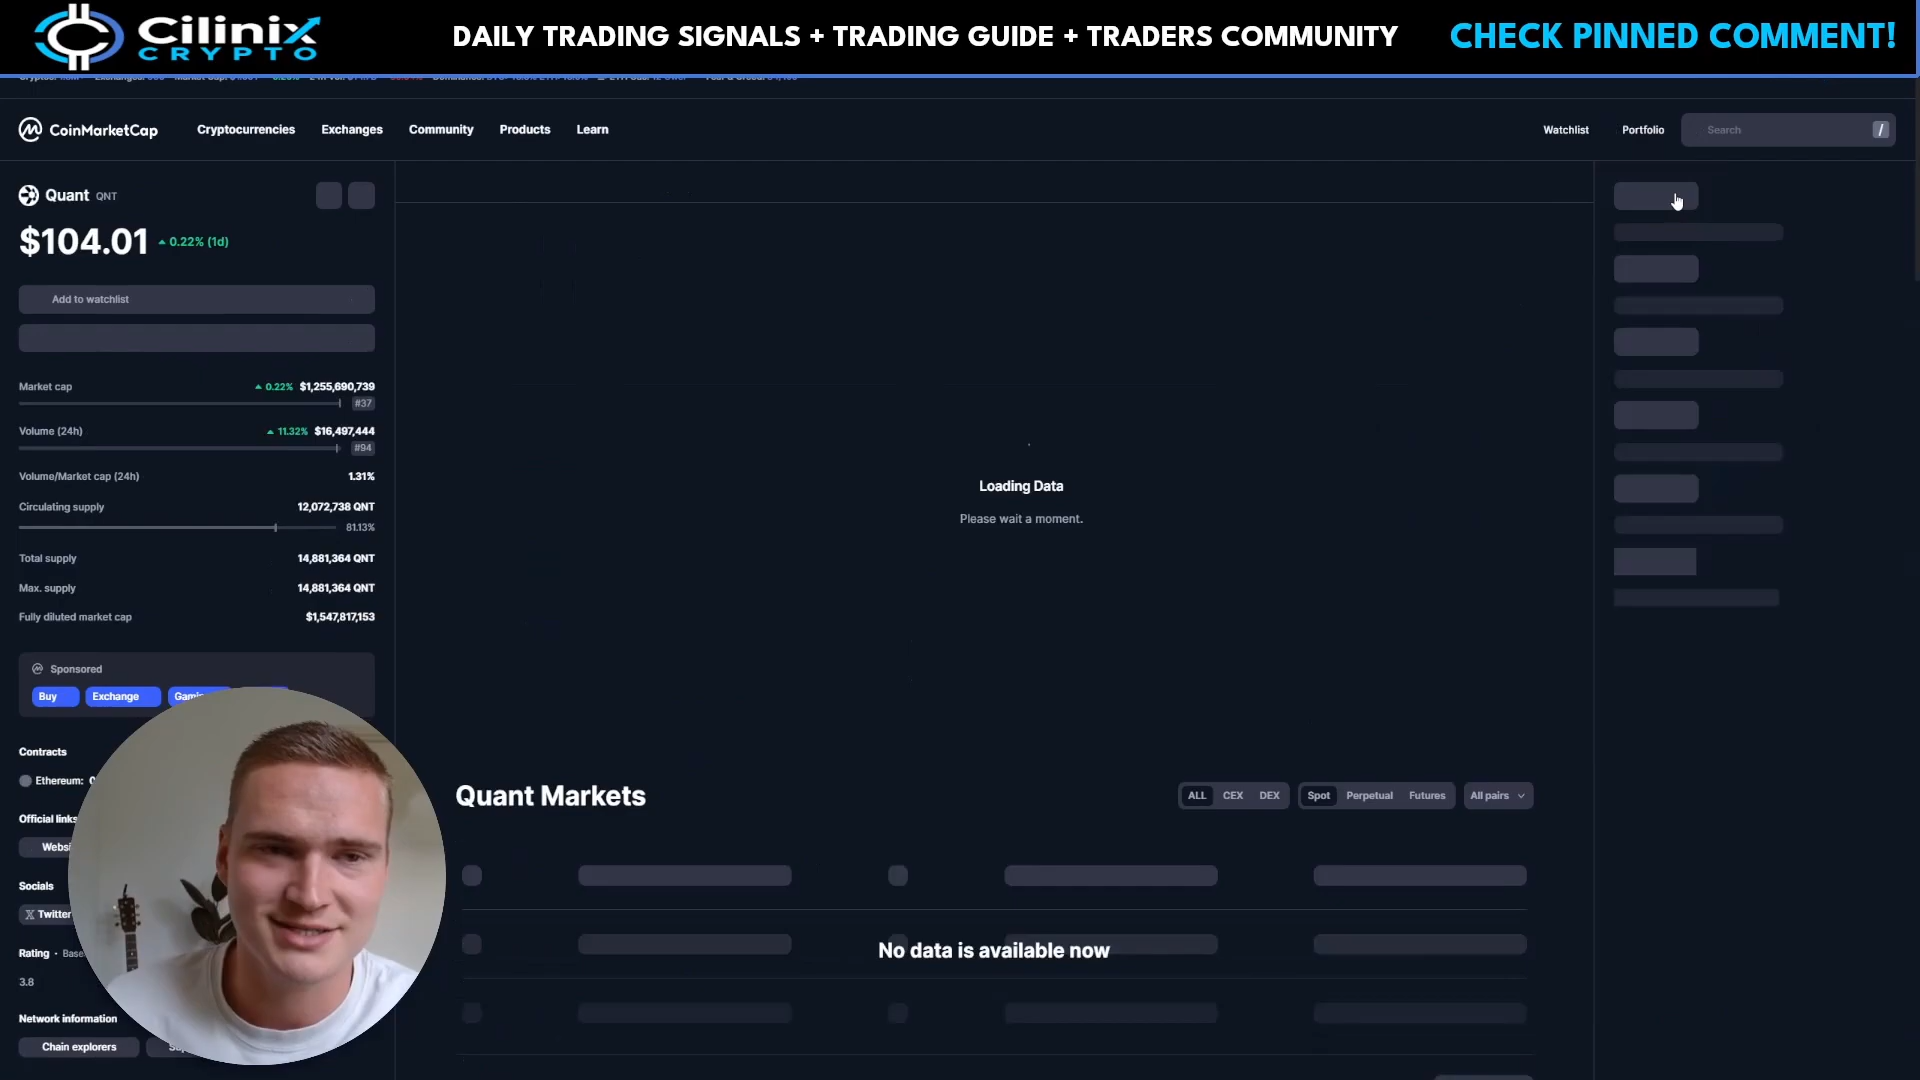 Cilinix
CRYPTO
DAILY TRADING SIGNALS + TRADING GUIDE + TRADERS COMMUNITY
CHECK PINNED COMMENT!
CoinMarketCap
Cryptocurrencies
Exchanges
Community
Products
Learn
Watchlist
Portfolio
Search
/
Quant QNT
$104.01 0.22% (1d)
Add to watchlist
Market cap 0.22% $1,255,690,739
#37
Volume (24h) 11.32% $16,497,444
#94
Volume/Market cap (24h) 1.31%
Circulating supply 12,072,738 QNT
81.13%
Total supply 14,881,364 QNT
Max. supply 14,881,364 QNT
Fully diluted market cap $1,547,817,153
Sponsored
Buy Exchange
Contracts
Ethereum:
Official links
Socials
Twitter
Rating
3.8
Network information
Chain explorers
Loading Data
Please wait a moment.
Quant Markets
ALL CEX DEX
Spot Perpetual Futures
All pairs
No data is available now